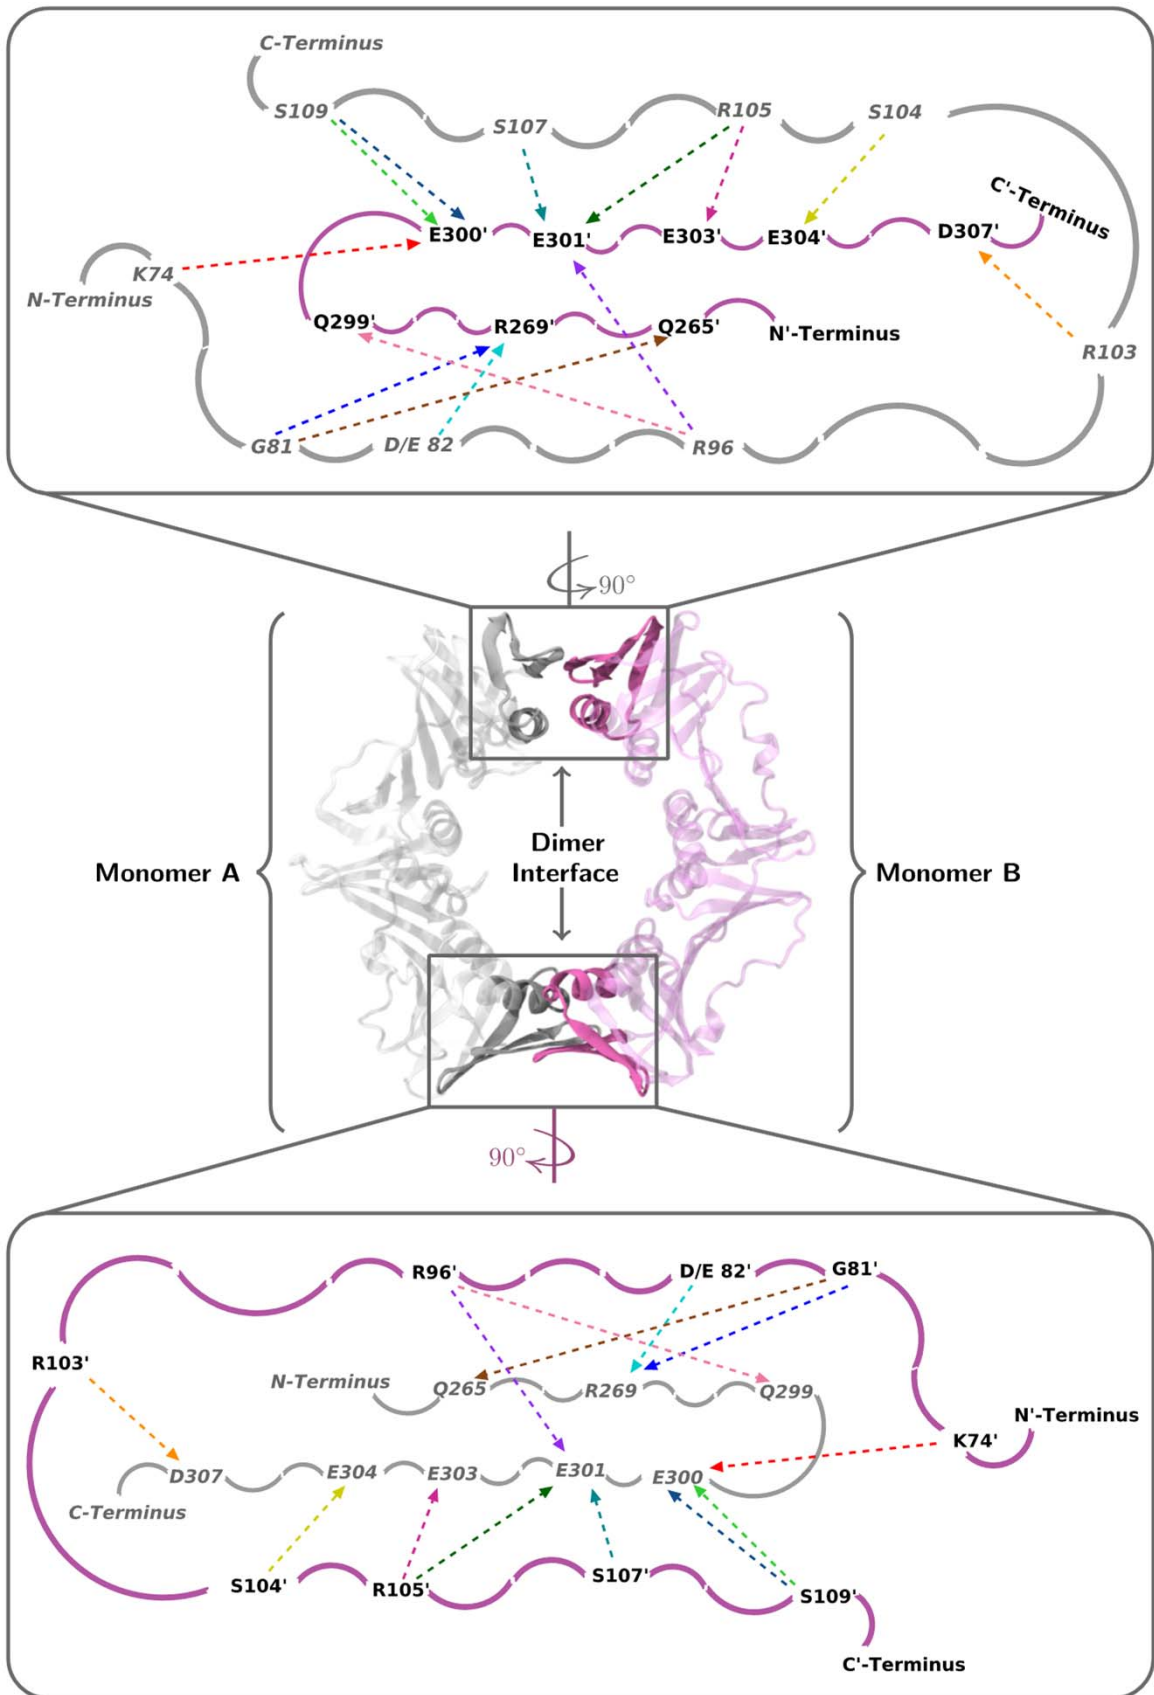 C-Terminus
S109
S107
R105
S104
C'-Terminus
E300'
E301'
E303'
E304'
D307'
K74
N-Terminus
Q299'
R269'
Q265'
N'-Terminus
R103
G81
D/E 82
R96
90°
Monomer A
Dimer
Interface
Monomer B
90°
R96'
D/E 82'
G81'
R103'
N-Terminus
Q265
R269
Q299
N'-Terminus
K74'
D307
E304
E303
E301
E300
C-Terminus
S104'
R105'
S107'
S109'
C'-Terminus